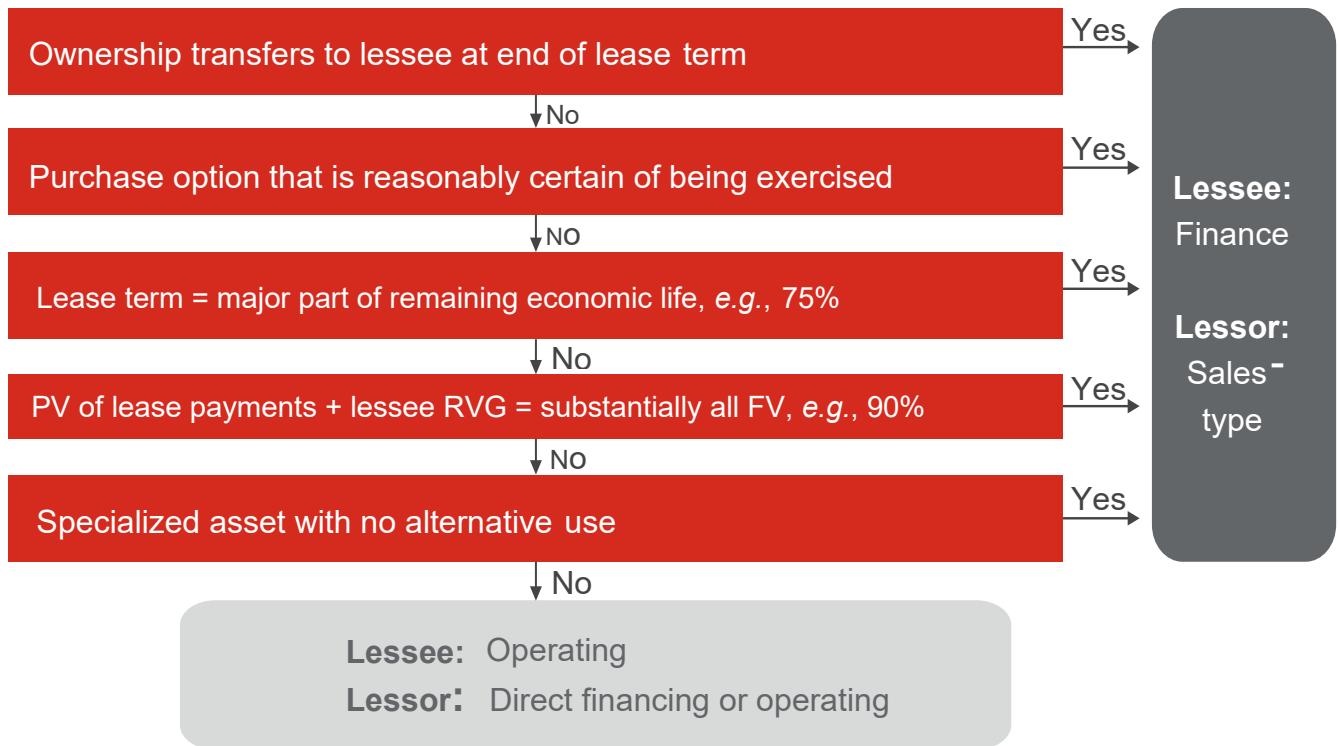 Ownership transfers to lessee at end of lease term
Yes
No
Purchase option that is reasonably certain of being exercised
Yes
No
Lease term = major part of remaining economic life, e.g., 75%
Yes
No
PV of lease payments + lessee RVG = substantially all FV, e.g., 90%
Yes
No
Specialized asset with no alternative use
Yes
No
Lessee:
Finance
Lessor:
Sales-
type
Lessee: Operating
Lessor: Direct financing or operating